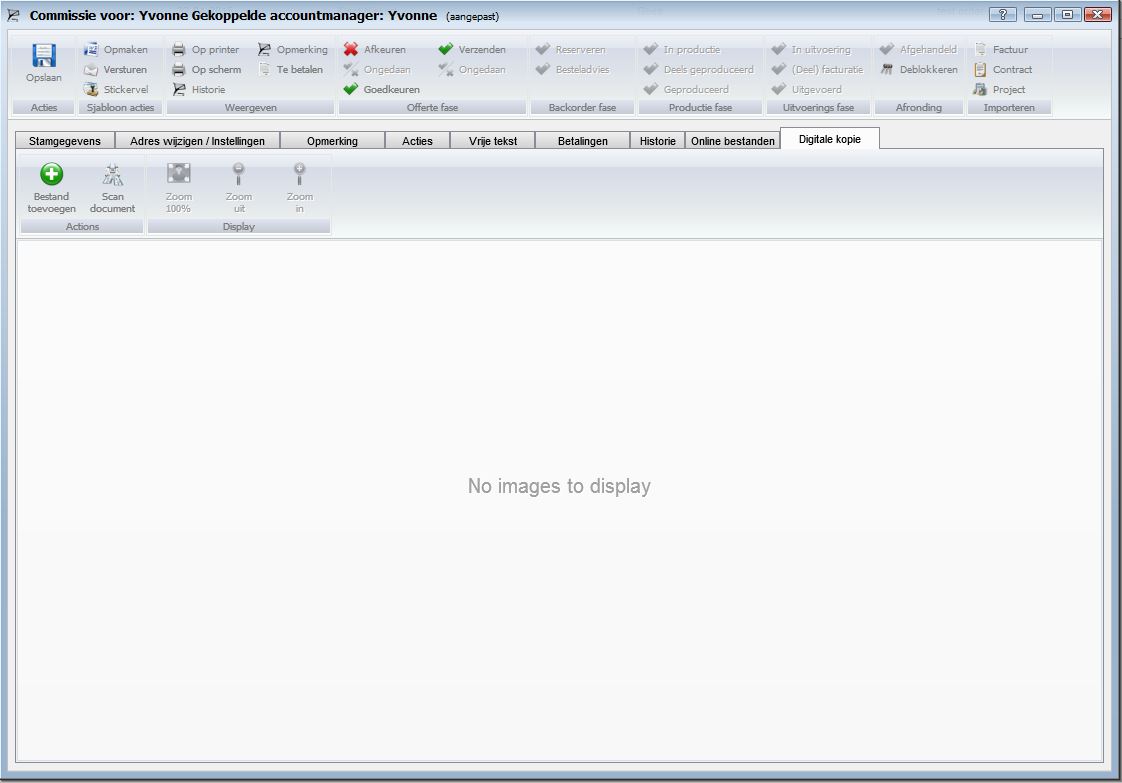 Commissie voor: Yvonne Gekoppelde accountmanager: Yvonne (aangepast)
Opslaan
Acties
Opmaken
Versturen
Stickervel
Sjabloon acties
Op printer
Opmerking
Op scherm
Te betalen
Historie
Weergeven
Afkeuren
Verzenden
Ongedaan
Ongedaan
Goedkeuren
Offerte fase
Reserveren
Besteladvies
Backorder fase
In productie
Deels geproduceerd
Geproduceerd
Productie fase
In uitvoering
(Deel) facturatie
Uitgevoerd
Uitvoerings fase
Afgehandeld
Deblokkeren
Afronding
Factuur
Contract
Project
Importeren
Stamgegevens Adres wijzigen / Instellingen Opmerking Acties Vrije tekst Betalingen Historie Online bestanden Digitale kopie
Bestand
toevoegen
Scan
document
Actions
Zoom
100%
Zoom
uit
Zoom
in
Display
No images to display